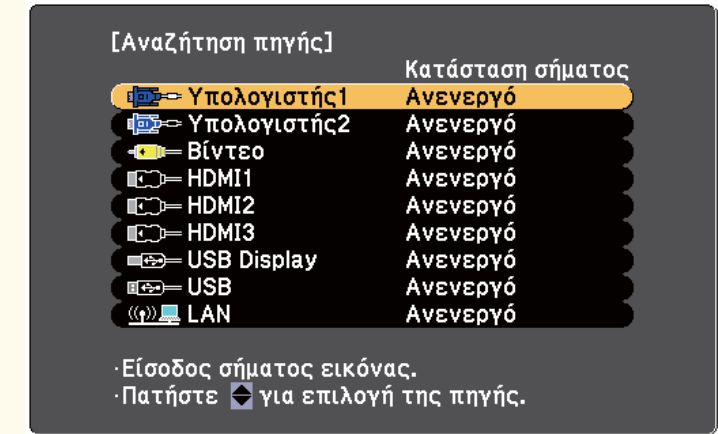 [Αναζήτηση πηγής]
Κατάσταση σήματος
Υπολογιστής1 Ανενεργό
Υπολογιστής2 Ανενεργό
Βίντεο Ανενεργό
HDMI1 Ανενεργό
HDMI2 Ανενεργό
HDMI3 Ανενεργό
USB Display Ανενεργό
USB Ανενεργό
LAN Ανενεργό
·Είσοδος σήματος εικόνας.
·Πατήστε για επιλογή της πηγής.